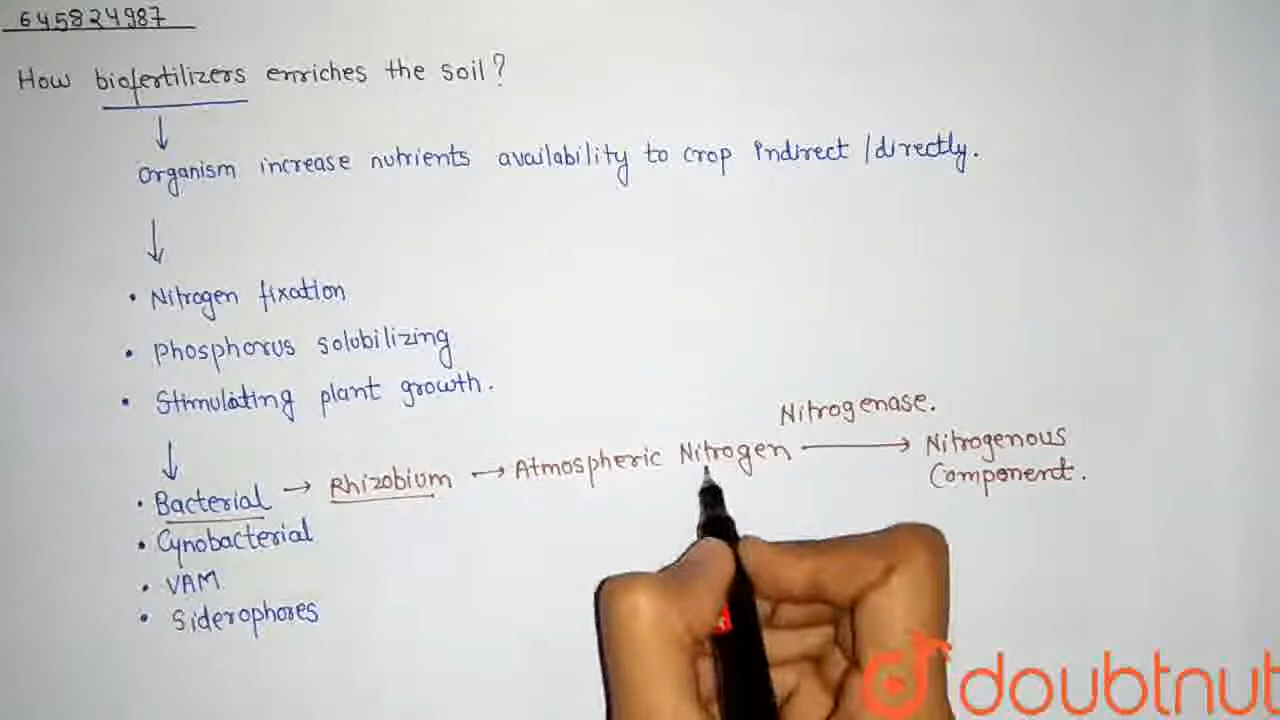 645824987
How biofertilizers enriches the soil?
organism increase nutrients availability to crop indirect /directly.
• Nitrogen fixation
• Phosphorus solubilizing
• Stimulating plant growth.
Nitrogenase.
• Bacterial → Rhizobium → Atmospheric Nitrogen → Nitrogenous
Component.
• Cynobacterial
• VAM
• Siderophores
doubtnut